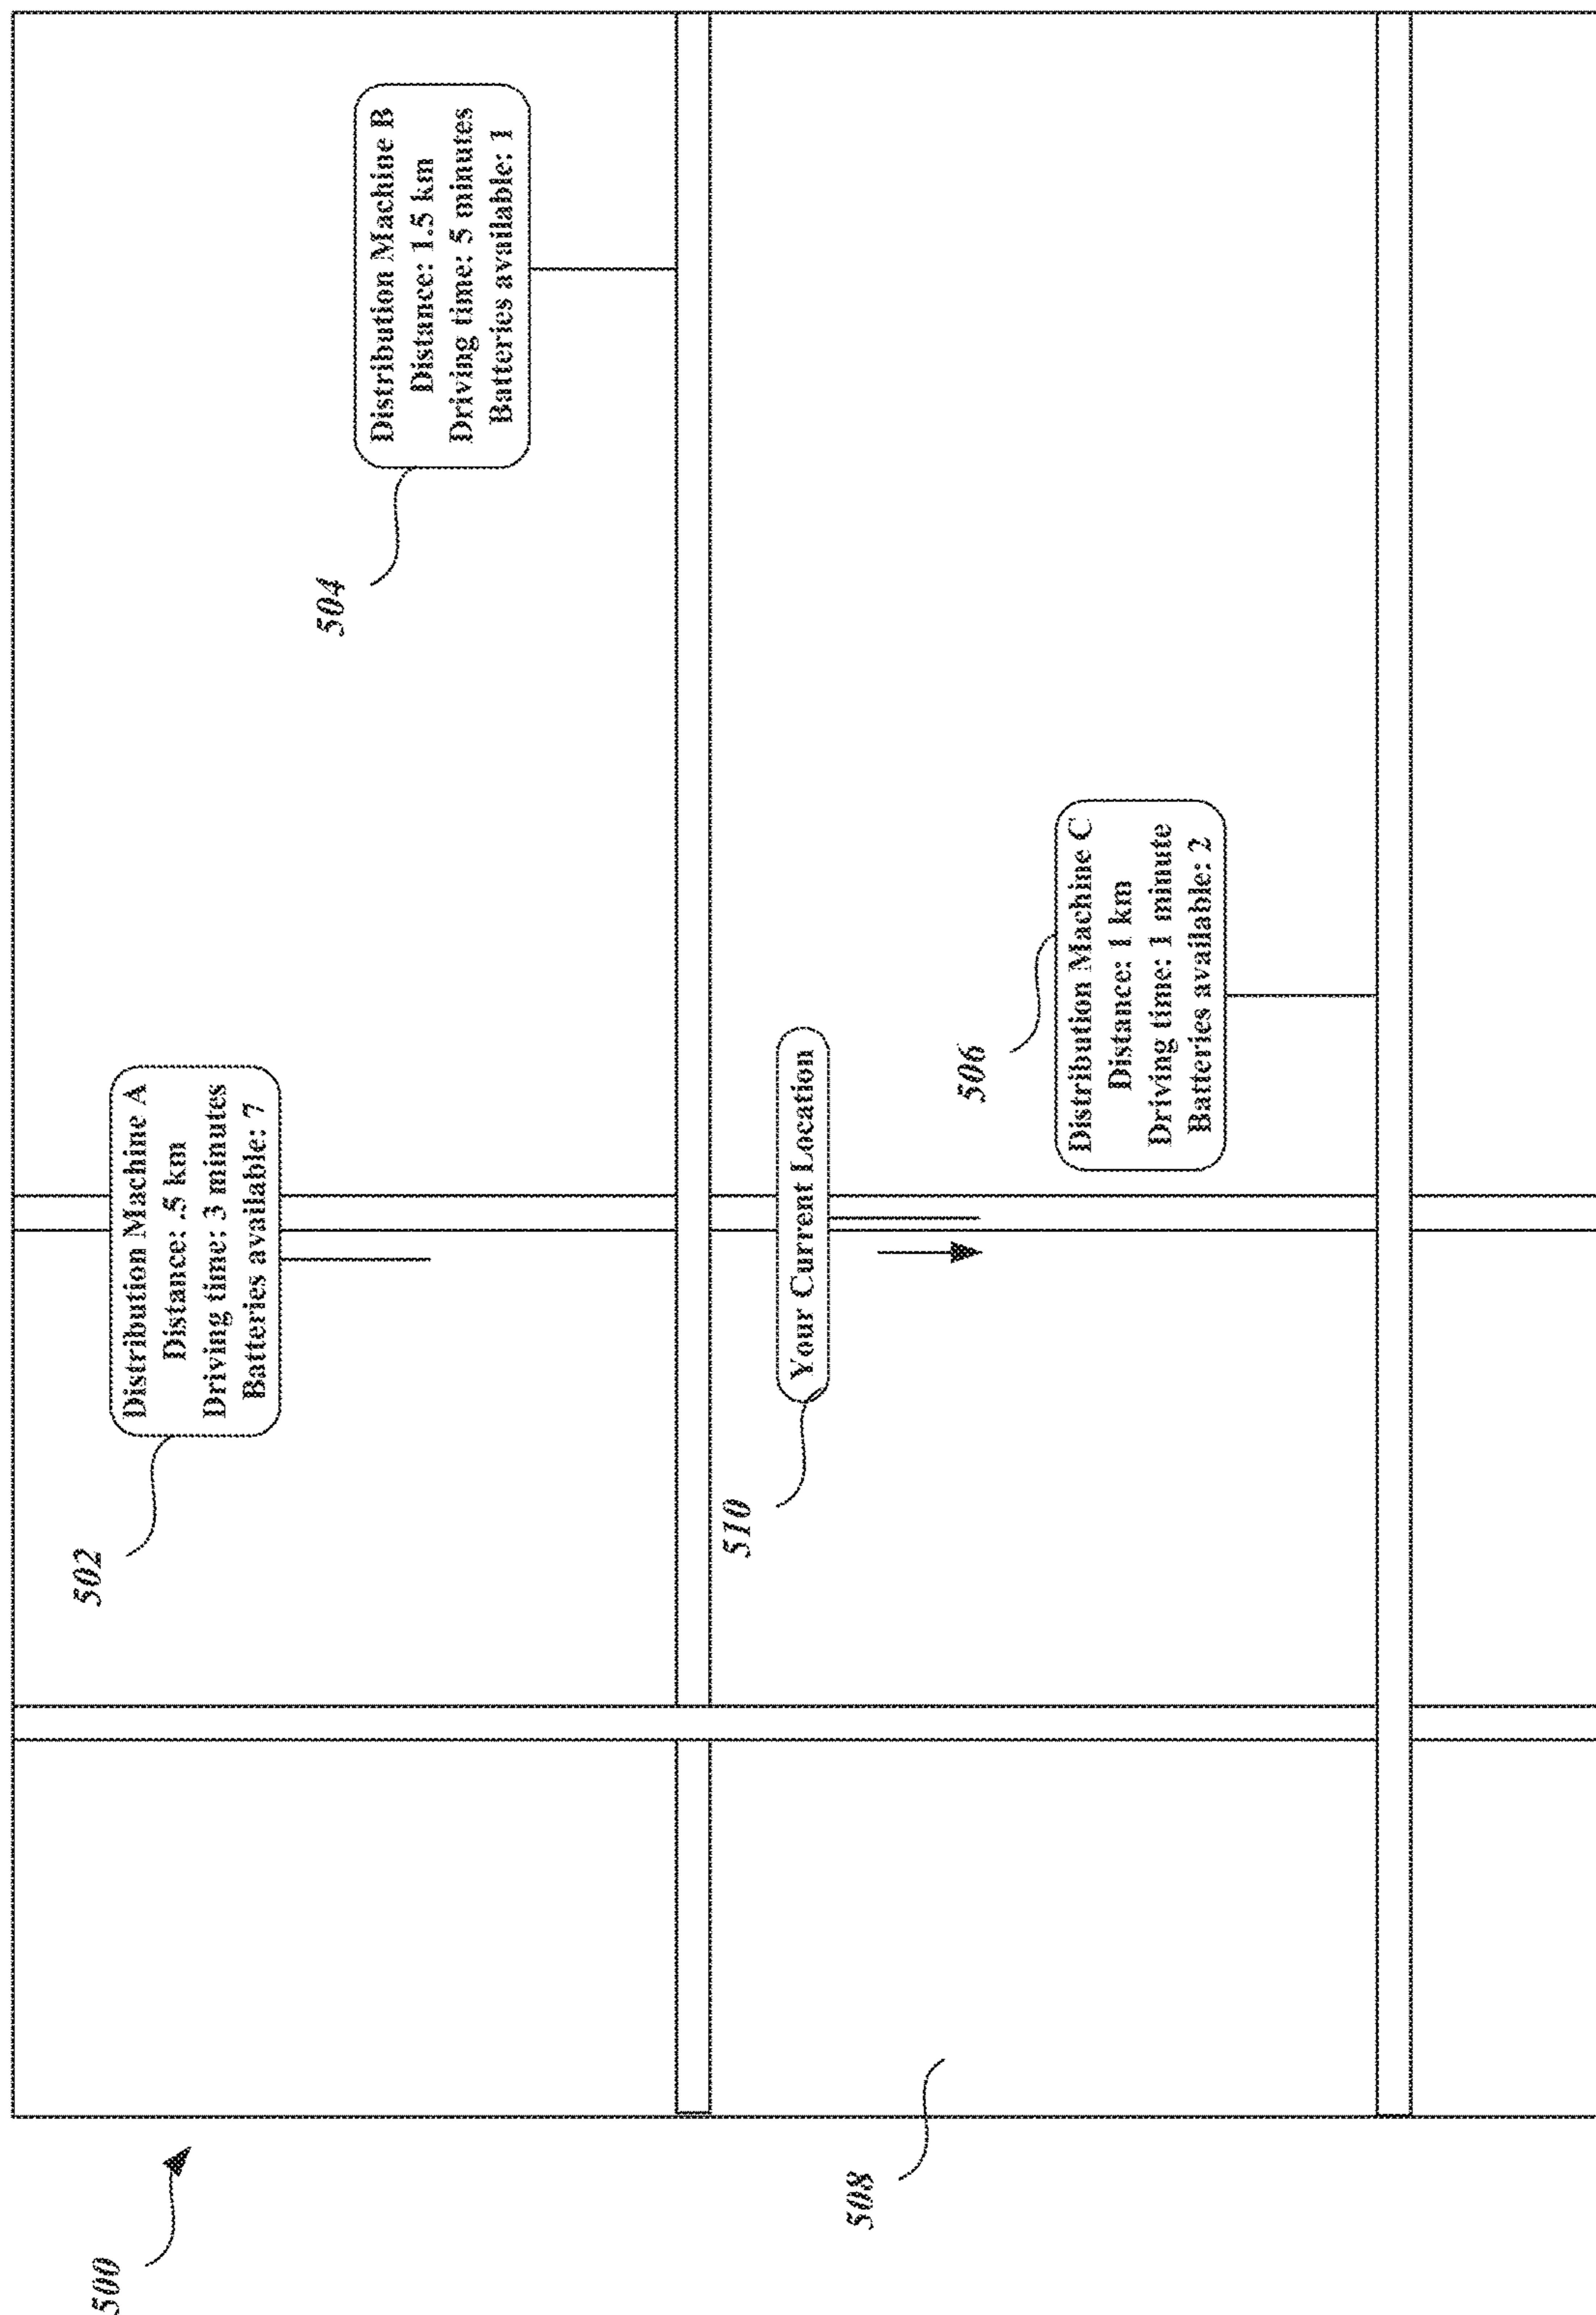 500
502
Distribution Machine A
Distance: .5 km
Driving time: 3 minutes
Batteries available: 7
504
Distribution Machine B
Distance: 1.5 km
Driving time: 5 minutes
Batteries available: 1
510
Your Current Location
508
506
Distribution Machine C
Distance: 1 km
Driving time: 1 minute
Batteries available: 2